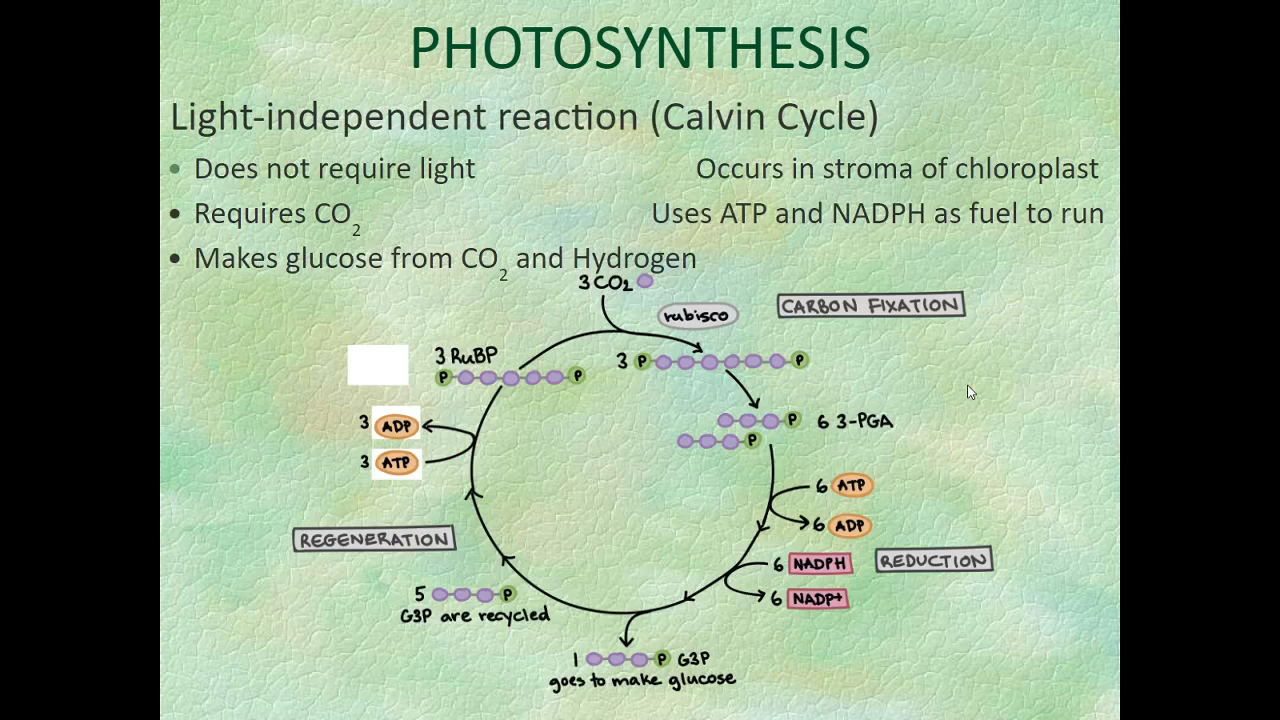 PHOTOSYNTHESIS
Light-independent reaction (Calvin Cycle)
• Does not require light Occurs in stroma of chloroplast
• Requires CO2 Uses ATP and NADPH as fuel to run
• Makes glucose from CO2 and Hydrogen
3 CO2
rubisco
CARBON FIXATION
3 RuBP
P P
3 P P
P 6 3-PGA
P
3 ADP
3 ATP
6 ATP
6 ADP
REGENERATION
6 NADPH
REDUCTION
6 NADP+
5 P
G3P are recycled
1 P G3P
goes to make glucose